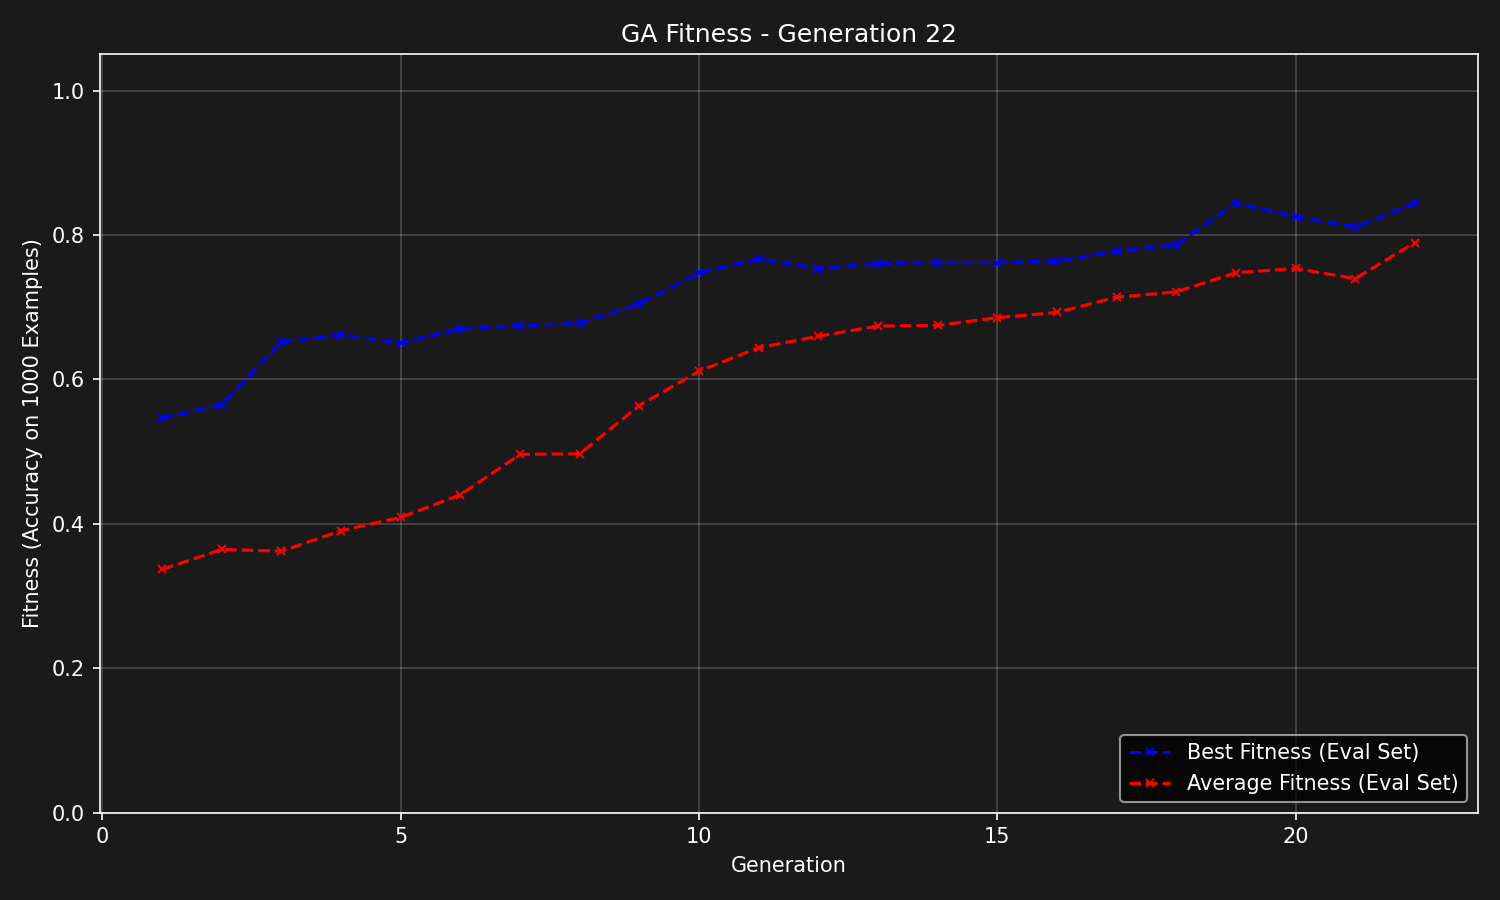 GA Fitness - Generation 22
Fitness (Accuracy on 1000 Examples)
1.0
0.8
0.6
0.4
0.2
0.0
0
5
10
15
20
Generation
Best Fitness (Eval Set)
Average Fitness (Eval Set)